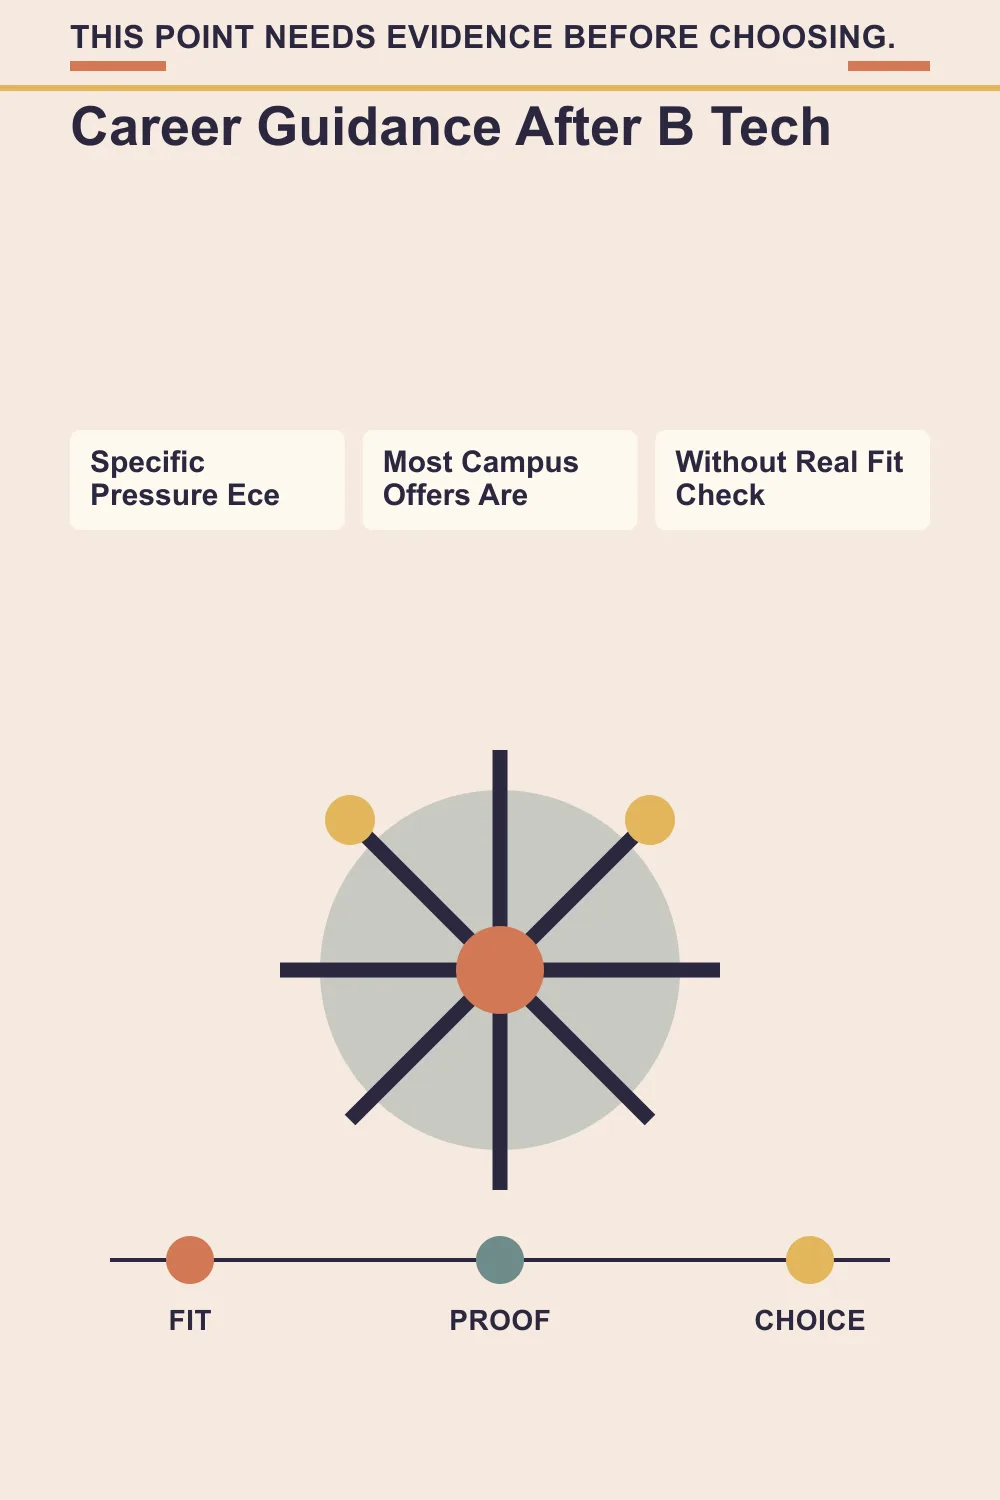 THIS POINT NEEDS EVIDENCE BEFORE CHOOSING.
Career Guidance After B Tech
Specific
Pressure Ece
Most Campus
Offers Are
Without Real Fit
Check
FIT
PROOF
CHOICE